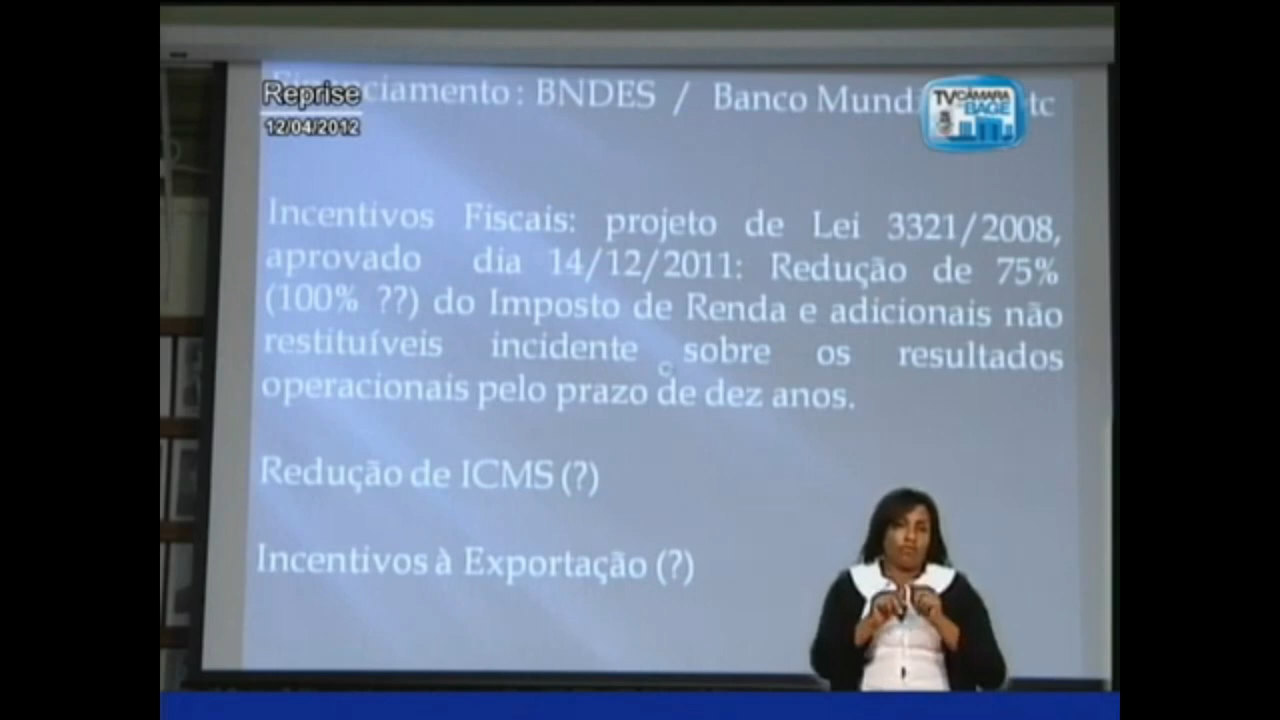 Reprise
12/04/2012
TV CÂMARA
BAGÉ
: BNDES / Banco
Incentivos Fiscais: projeto de Lei 3321/2008,
aprovado dia 14/12/2011: Redução de 75%
(100% ??) do Imposto de Renda e adicionais não
restituíveis incidente sobre os resultados
operacionais pelo prazo de dez anos.
Redução de ICMS (?)
Incentivos à Exportação (?)